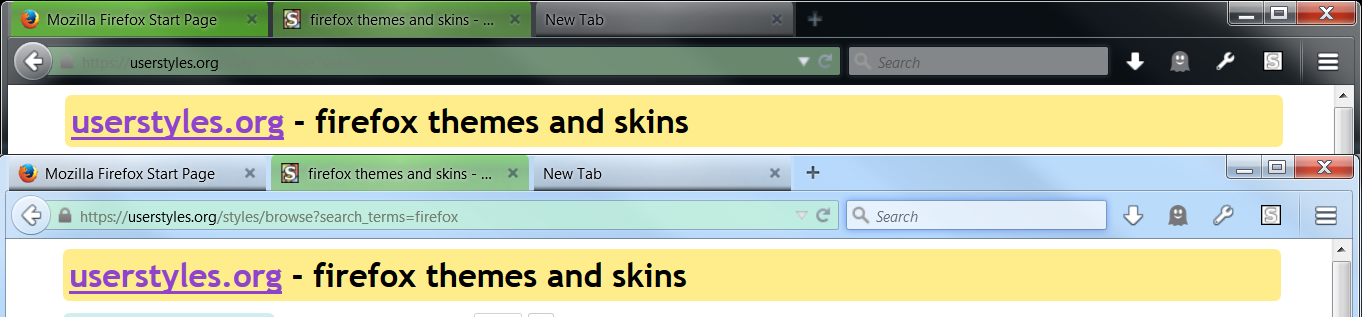 Mozilla Firefox Start Page firefox themes and skins - ... New Tab
https://userstyles.org Search
userstyles.org - firefox themes and skins
Mozilla Firefox Start Page firefox themes and skins - ... New Tab
https://userstyles.org/styles/browse?search_terms=firefox Search
userstyles.org - firefox themes and skins